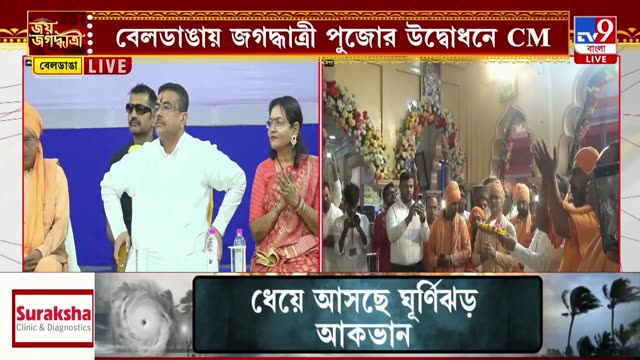 জয়
জগদ্ধাত্রী
বেলডাঙায় জগদ্ধাত্রী পুজোর উদ্বোধনে CM
TV9
বাংলা
LIVE
বেলডাঙা
LIVE
Suraksha
Clinic & Diagnostics
ধেয়ে আসছে ঘূর্ণিঝড়
আকভান